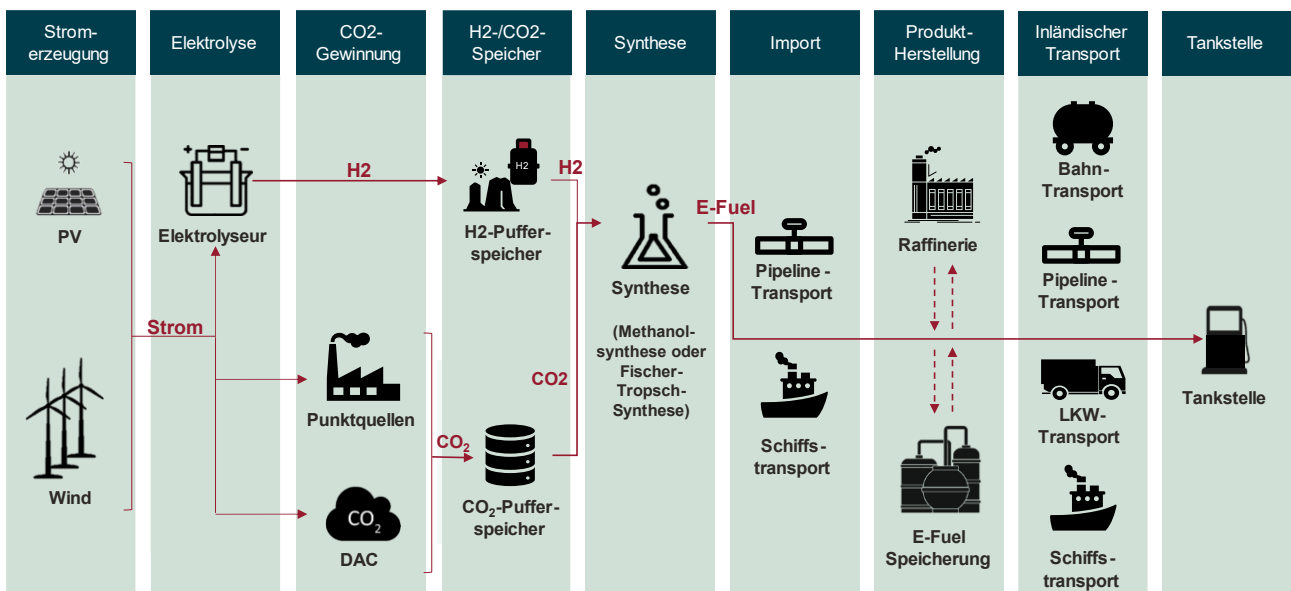 Strom-
erzeugung
Elektrolyse
CO2-
Gewinnung
H2-/CO2-
Speicher
Synthese
Import
Produkt-
Herstellung
Inländischer
Transport
Tankstelle
PV
Wind
Strom
+
−
Elektrolyseur
H2
Punktquellen
CO₂
DAC
CO₂
H2
H2-Puffer-
speicher
CO₂-Puffer-
speicher
H2
CO2
Synthese
(Methanol-
synthese oder
Fischer-
Tropsch-
Synthese)
E-Fuel
Pipeline -
Transport
Schiffs-
transport
Raffinerie
E-Fuel
Speicherung
Bahn-
Transport
Pipeline -
Transport
LKW-
Transport
Schiffs-
transport
Tankstelle